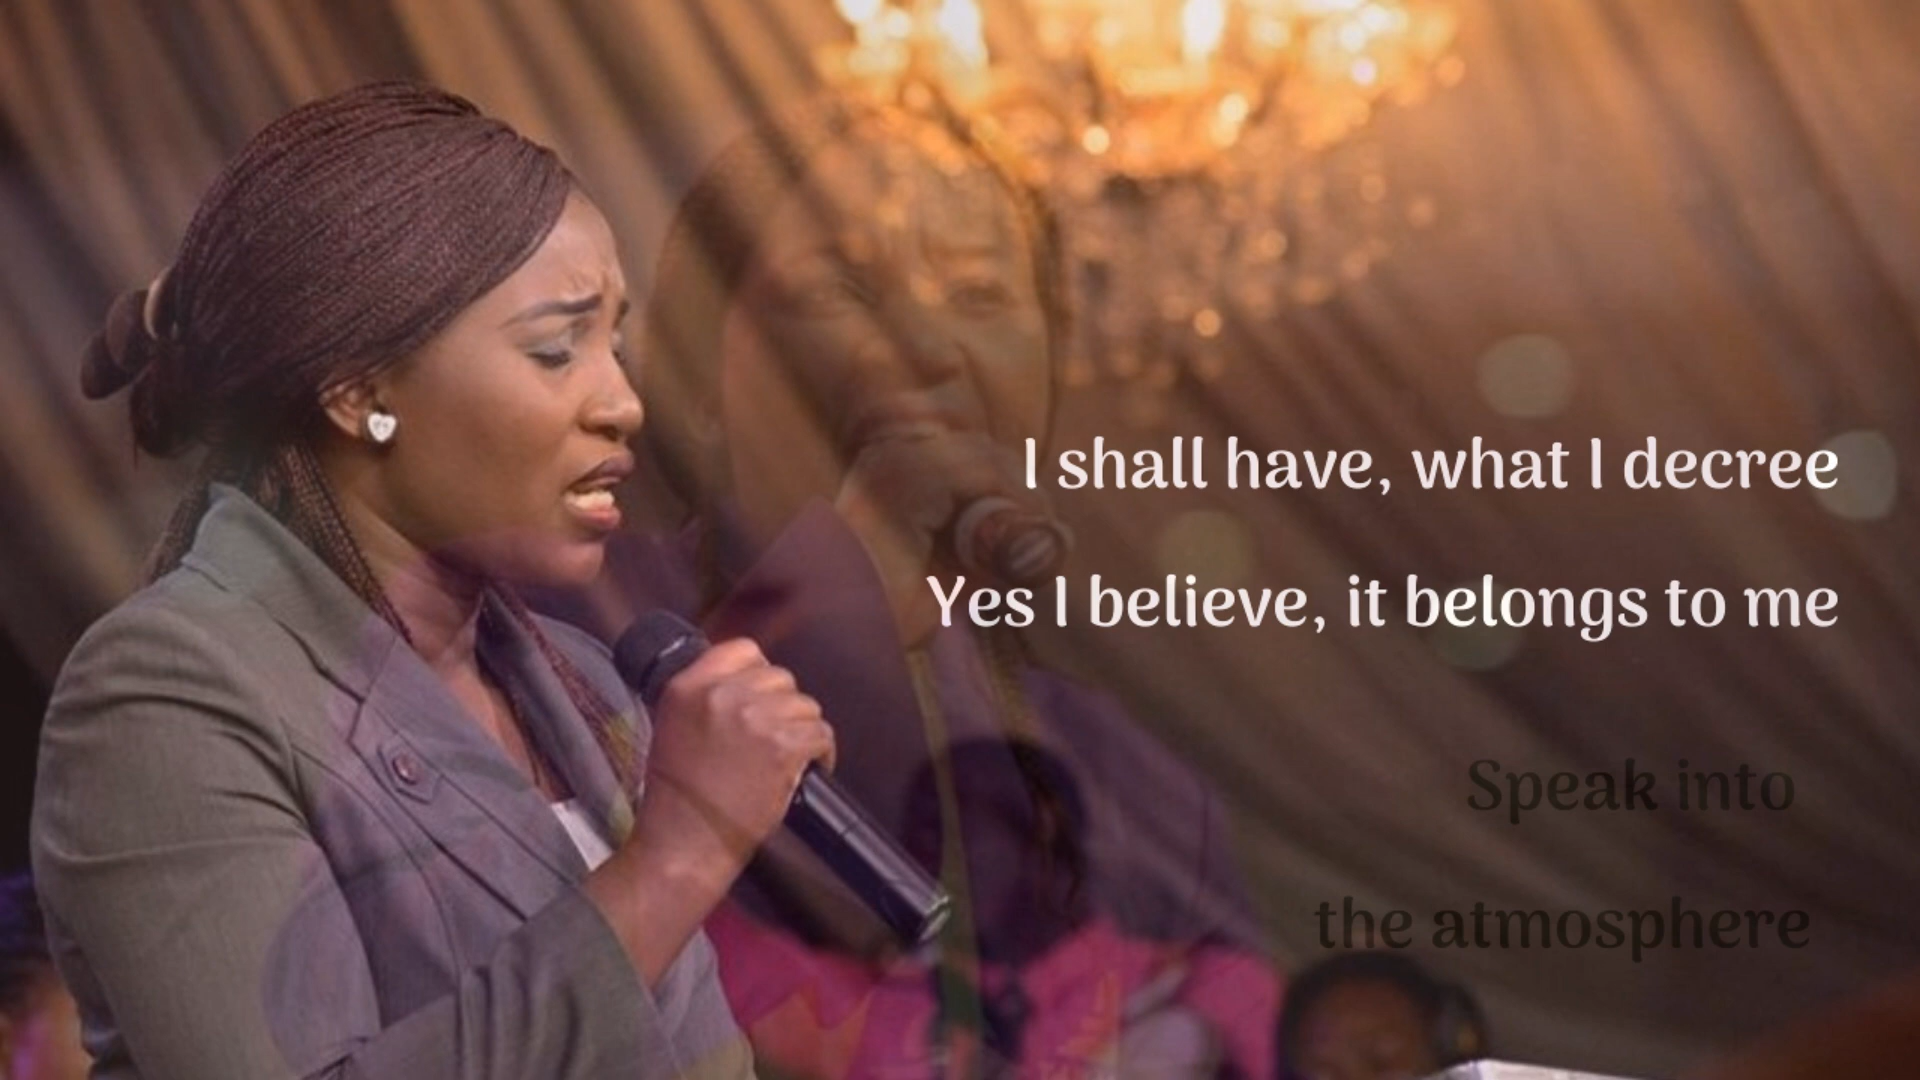 I shall have, what I decree
Yes I believe, it belongs to me
Speak into
the atmosphere